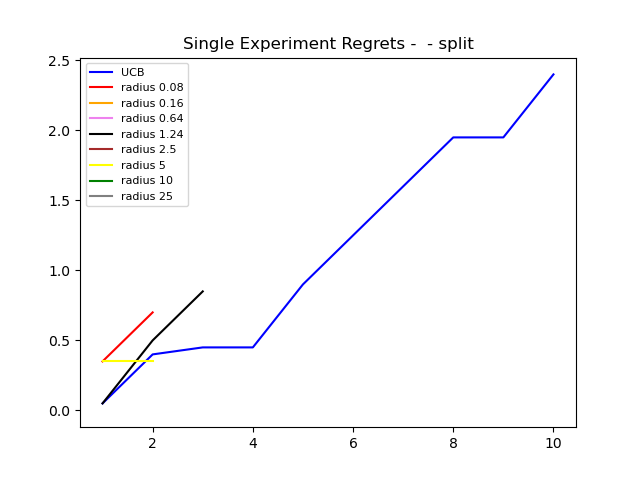 Single Experiment Regrets -  - split
2.5
2.0
1.5
1.0
0.5
0.0
UCB
radius 0.08
radius 0.16
radius 0.64
radius 1.24
radius 2.5
radius 5
radius 10
radius 25
2 4 6 8 10